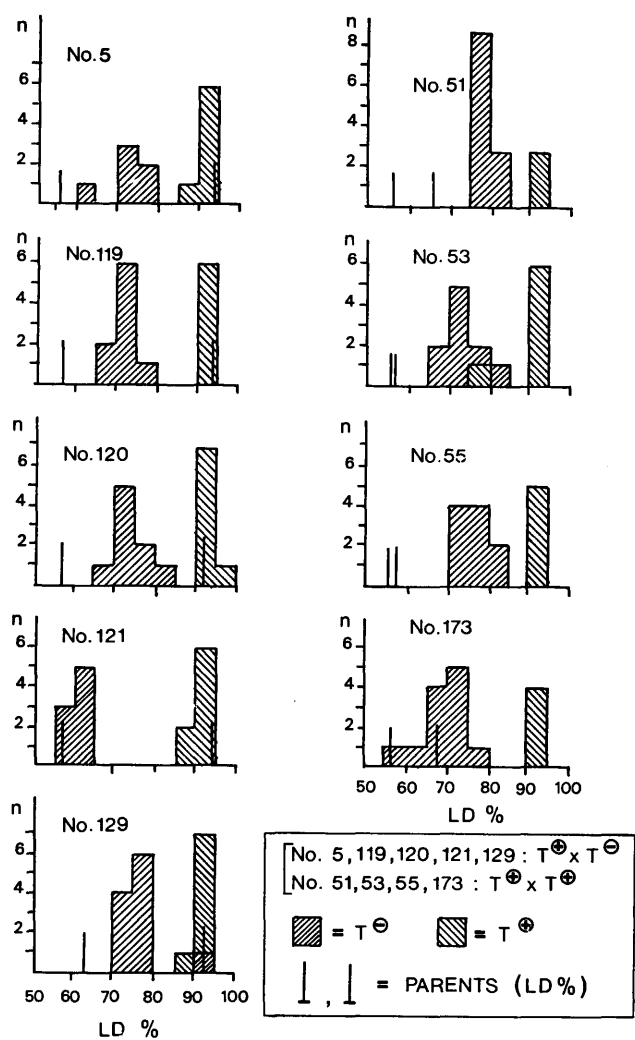 n
No.5
6
4
2
n
8
No.51
6
4
2
n
No.119
6
4
2
n
No.53
6
4
2
n
No.120
6
4
2
n
No.55
6
4
2
n
No.121
6
4
2
n
No.173
6
4
2
50 60 70 80 90 100
LD %
n
No.129
6
4
2
50 60 70 80 90 100
LD %
No. 5,119,120,121,129 : T⊕ x T⊖
No. 51,53,55,173 : T⊕ x T⊕
= T⊖ = T⊕
, = PARENTS (LD%)